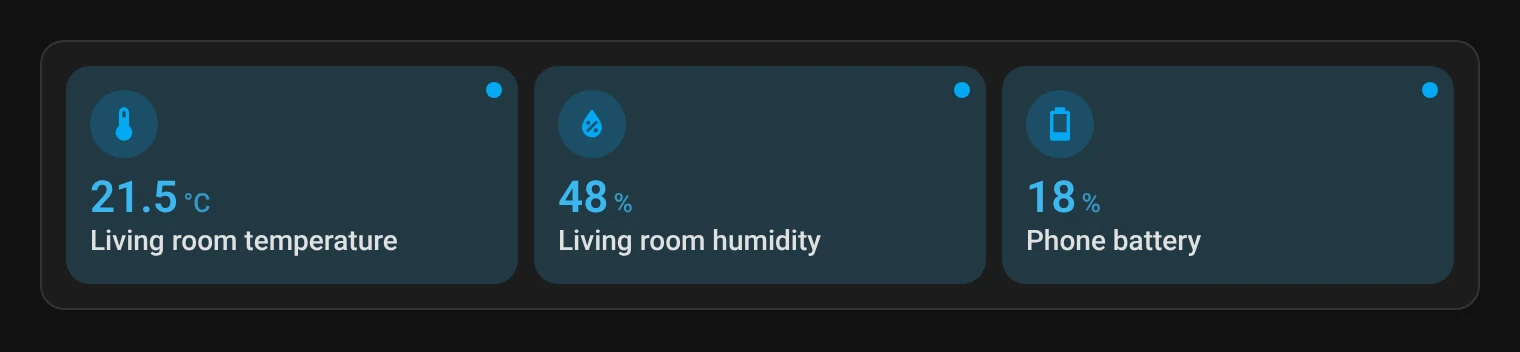 21.5 °C
Living room temperature
48 %
Living room humidity
18 %
Phone battery